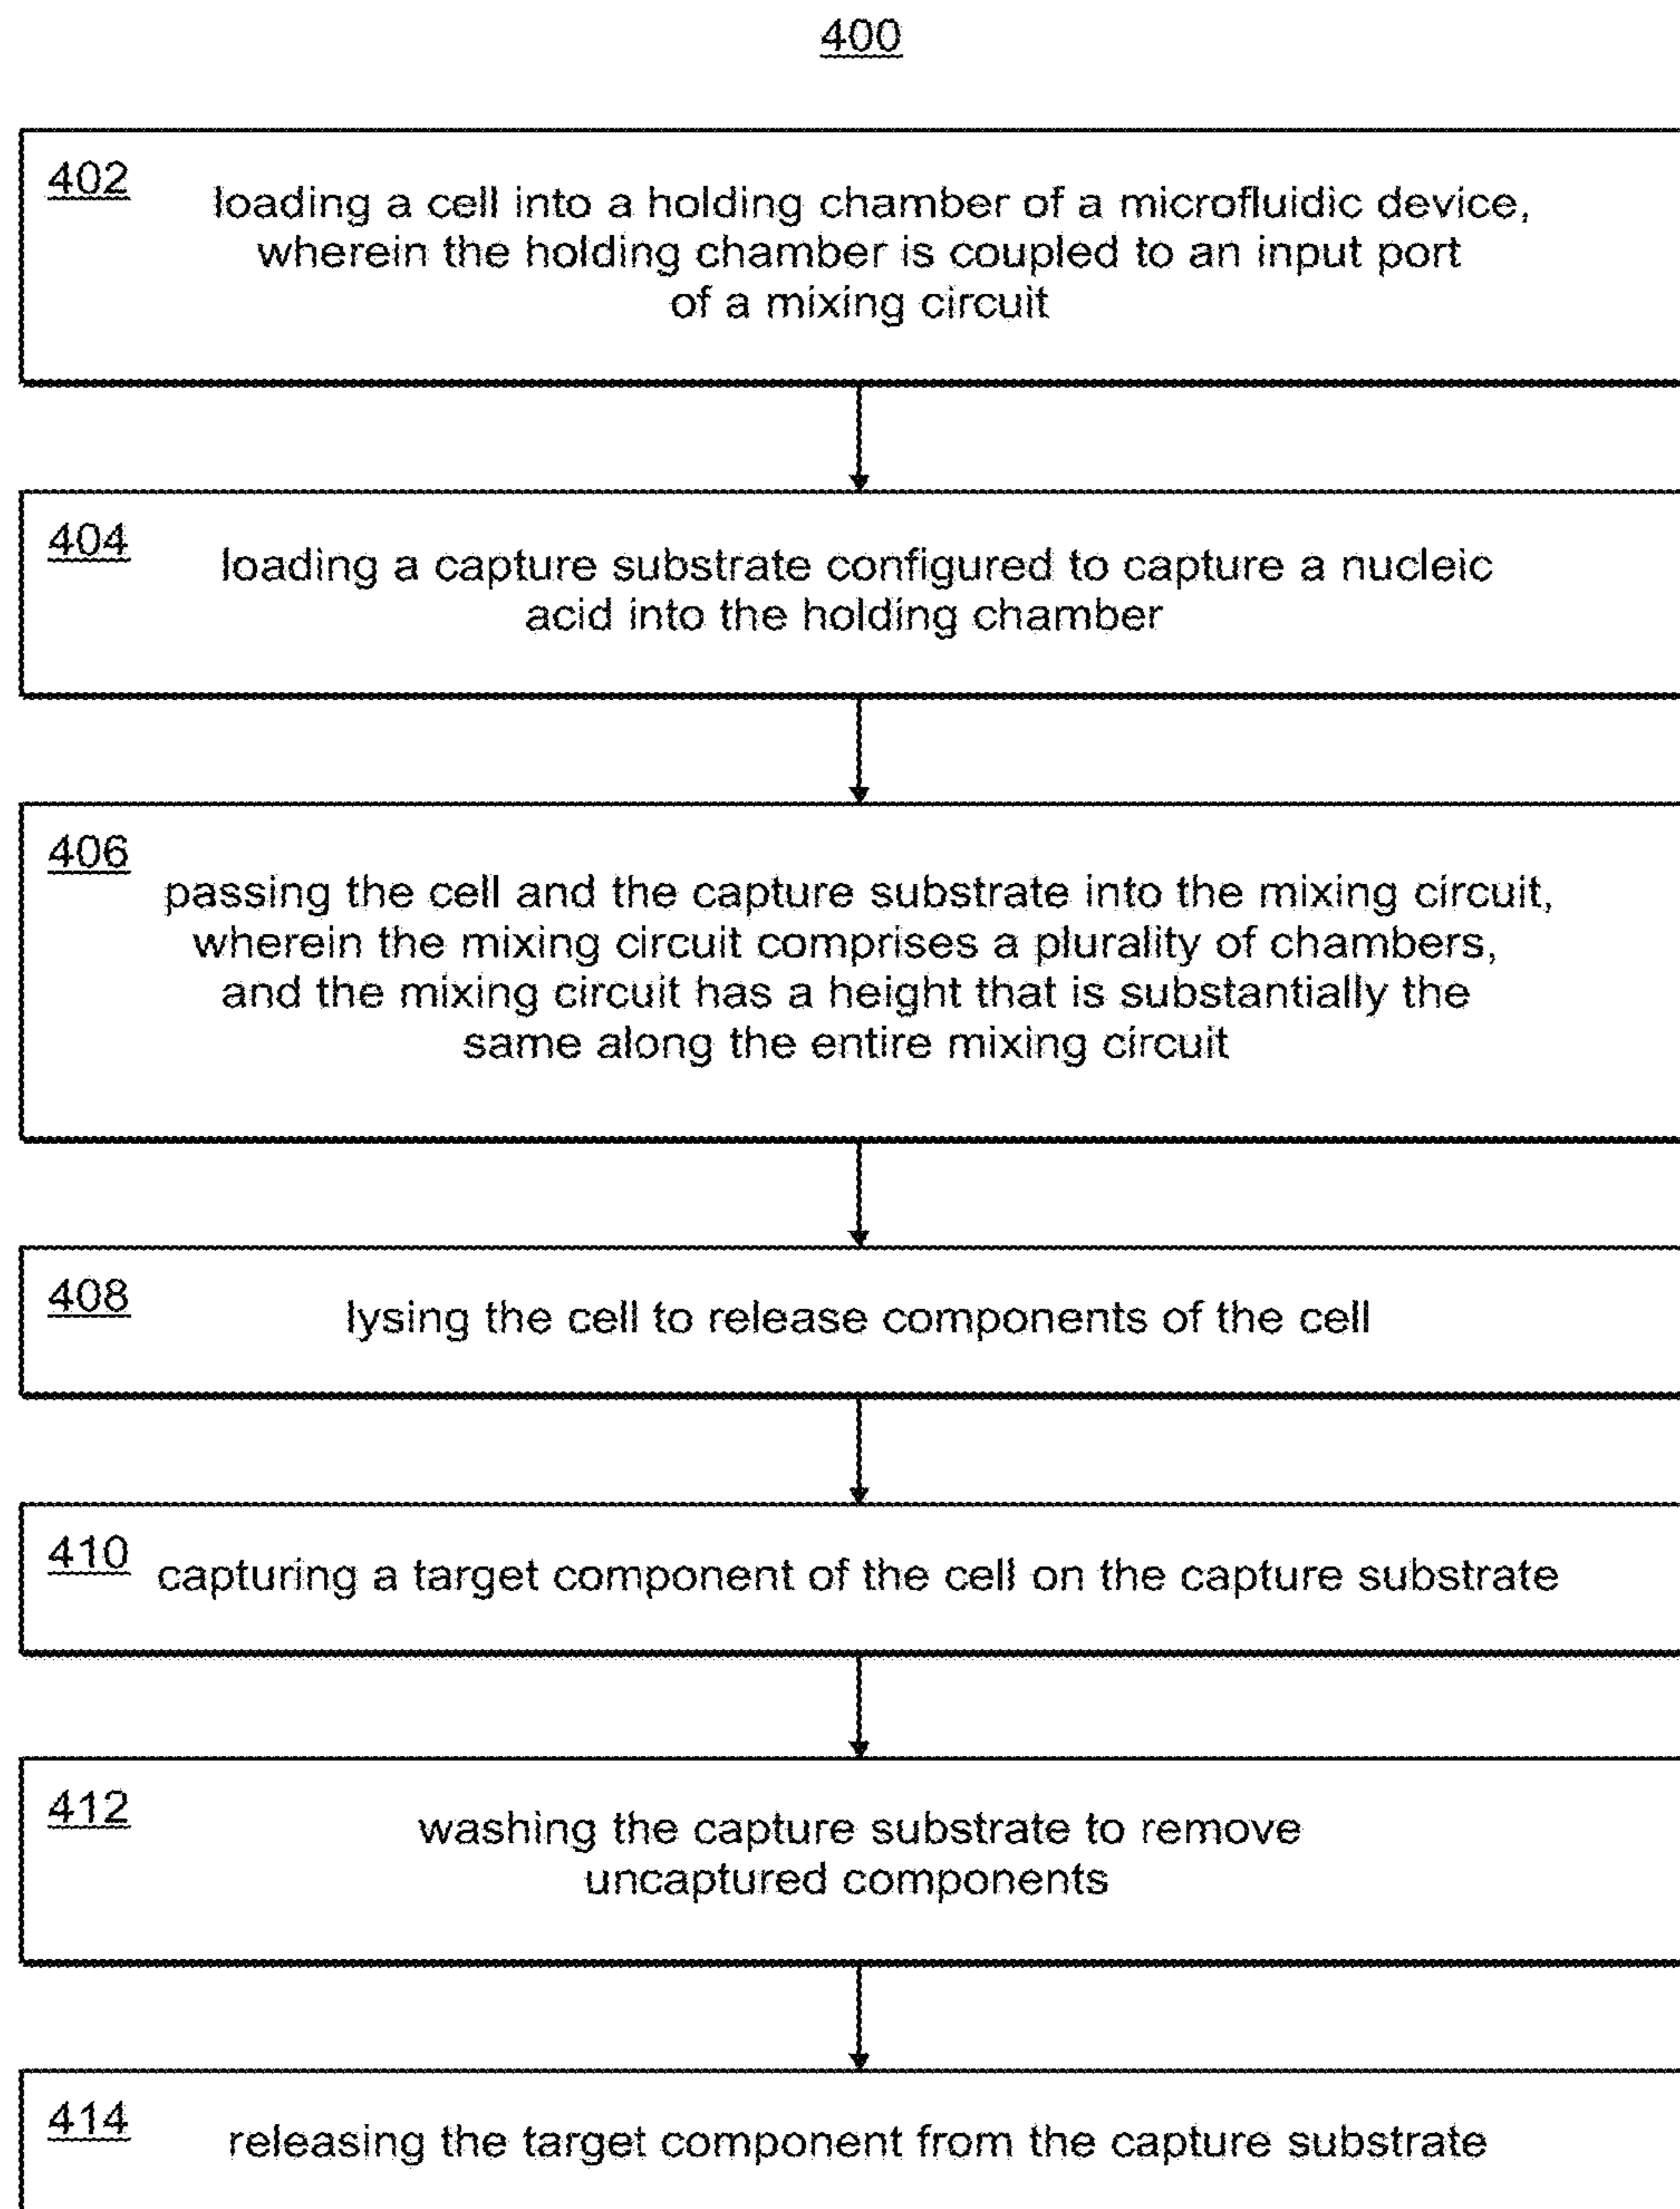 400
402
loading a cell into a holding chamber of a microfluidic device,
wherein the holding chamber is coupled to an input port
of a mixing circuit
404
loading a capture substrate configured to capture a nucleic
acid into the holding chamber
406
passing the cell and the capture substrate into the mixing circuit,
wherein the mixing circuit comprises a plurality of chambers,
and the mixing circuit has a height that is substantially the
same along the entire mixing circuit
408
lysing the cell to release components of the cell
410
capturing a target component of the cell on the capture substrate
412
washing the capture substrate to remove
uncaptured components
414
releasing the target component from the capture substrate